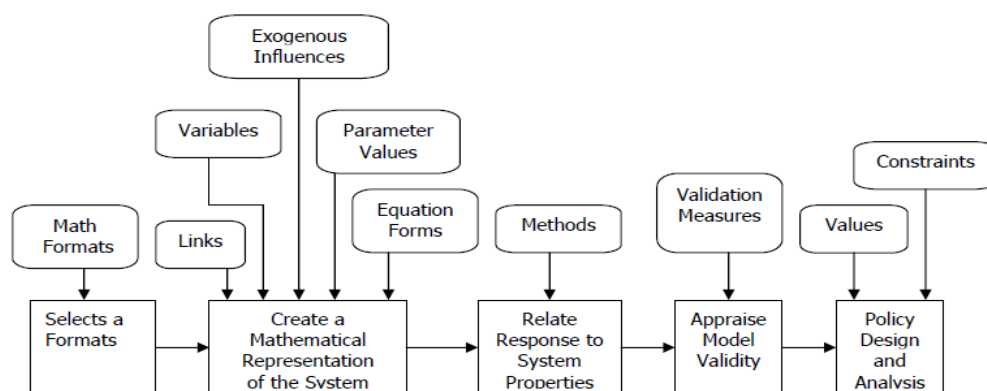 Exogenous
Influences
Variables
Parameter
Values
Constraints
Math
Formats
Links
Equation
Forms
Methods
Validation
Measures
Values
Selects a
Formats
Create a
Mathematical
Representation
of the System
Relate
Response to
System
Properties
Appraise
Model
Validity
Policy
Design
and
Analysis